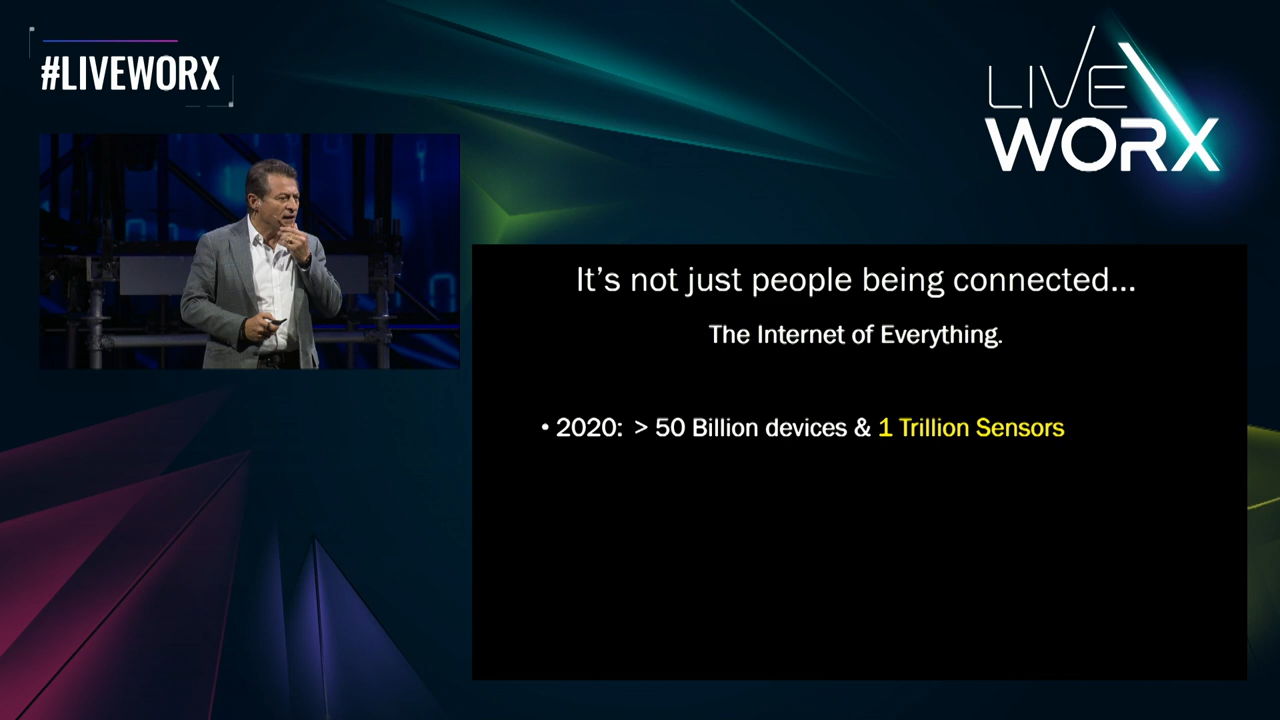 #LIVEWORX
LIVE
WORX
It's not just people being connected...
The Internet of Everything.
• 2020: > 50 Billion devices & 1 Trillion Sensors